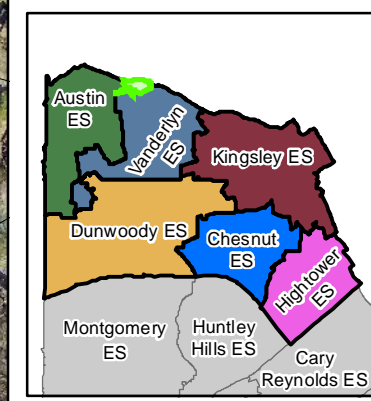 Austin
ES
Vanderlyn
ES
Kingsley ES
Dunwoody ES
Chesnut
ES
Hightower
ES
Montgomery
ES
Huntley
Hills ES
Cary
Reynolds ES